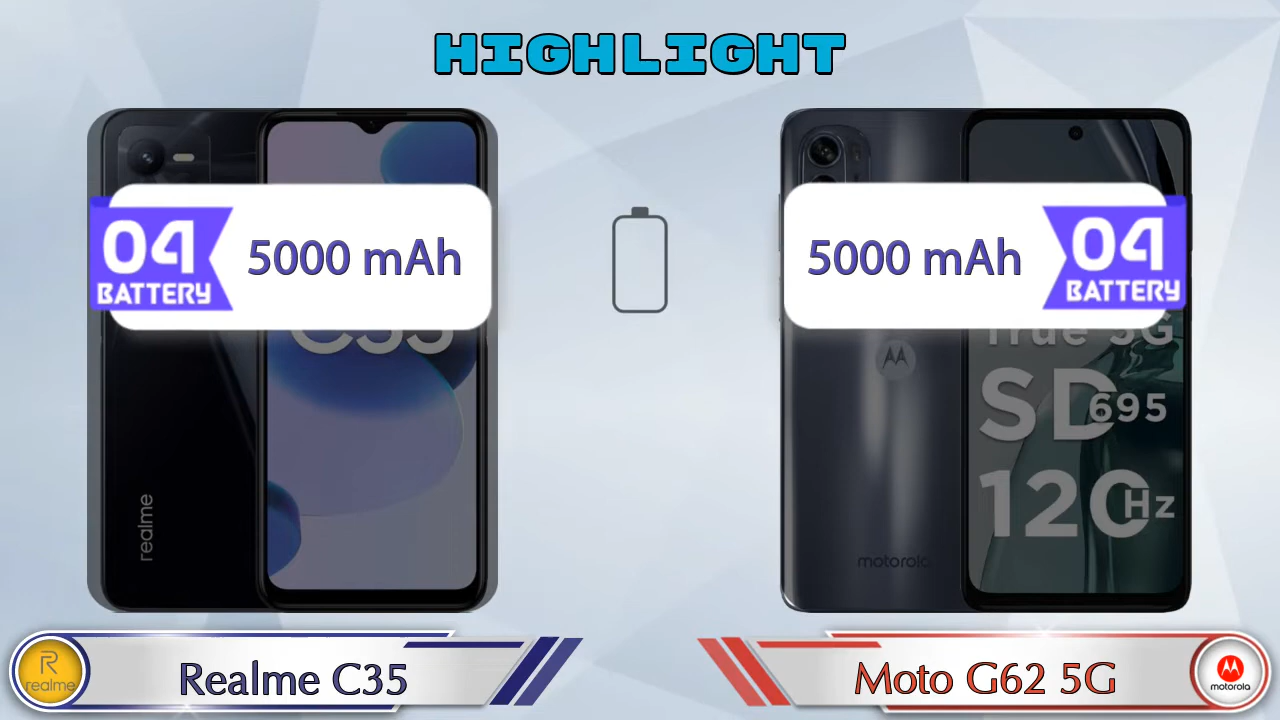 HIGHLIGHT
04
BATTERY
5000 mAh
5000 mAh
04
BATTERY
C35
True 5G
SD 695
120Hz
realme
motorola
R
realme
Realme C35
Moto G62 5G
motorola